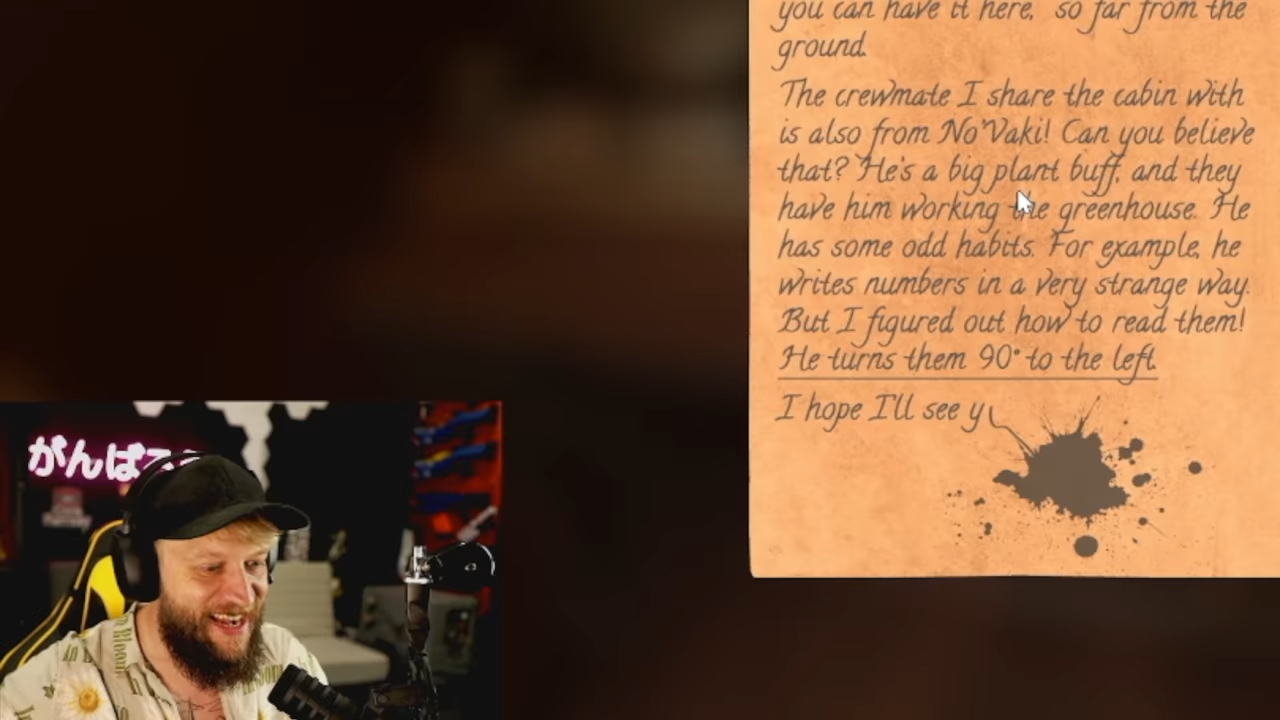 you can have it here, so far from the
ground.
The crewmate I share the cabin with
is also from No'Vaki! Can you believe
that? He's a big plant buff, and they
have him working the greenhouse. He
has some odd habits. For example, he
writes numbers in a very strange way.
But I figured out how to read them!
He turns them 90° to the left.
I hope I'll see y
がんば